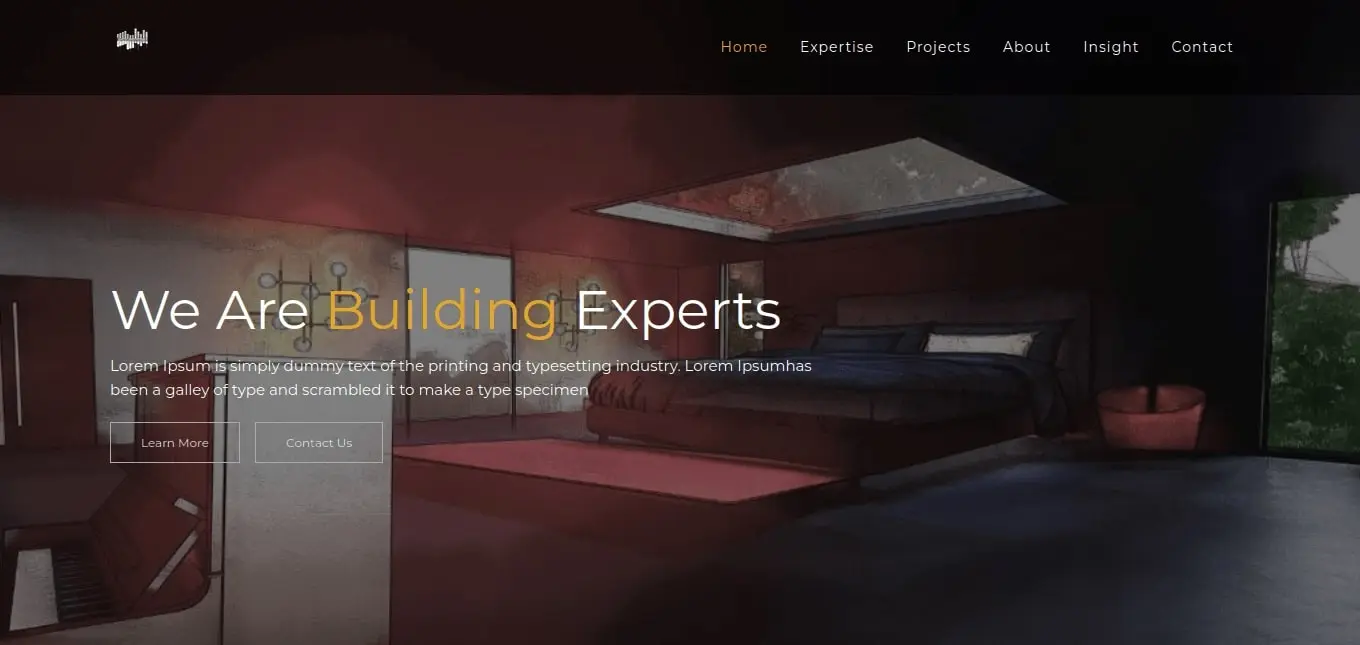 Home Expertise Projects About Insight Contact
We Are Building Experts
Lorem Ipsum is simply dummy text of the printing and typesetting industry. Lorem Ipsumhas
been a galley of type and scrambled it to make a type specimen
Learn More Contact Us